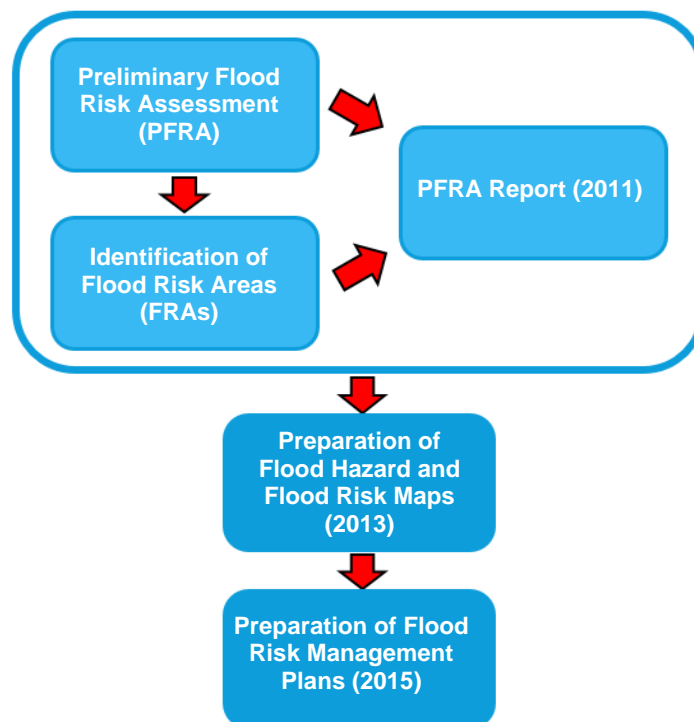 Preliminary Flood
Risk Assessment
(PFRA)
PFRA Report (2011)
Identification of
Flood Risk Areas
(FRAs)
Preparation of
Flood Hazard and
Flood Risk Maps
(2013)
Preparation of Flood
Risk Management
Plans (2015)